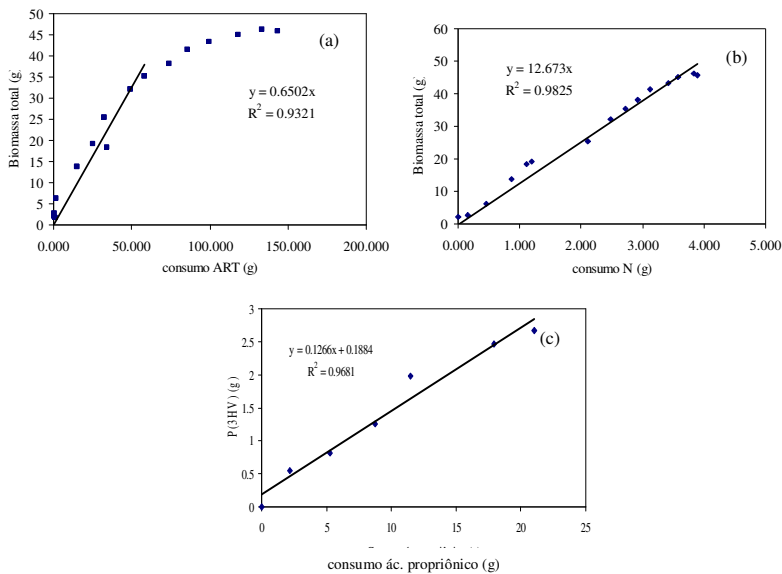 (a)
Biomassa total (g)
50
45
40
35
30
25
20
15
10
5
0
y = 0.6502x
R² = 0.9321
0.000 50.000 100.000 150.000 200.000
consumo ART (g)
(b)
Biomassa total (g)
60
50
40
30
20
10
0
y = 12.673x
R² = 0.9825
0.000 1.000 2.000 3.000 4.000 5.000
consumo N (g)
(c)
P(3HV) (g)
3
2.5
2
1.5
1
0.5
0
y = 0.1266x + 0.1884
R² = 0.9681
0 5 10 15 20 25
consumo ác. propriônico (g)